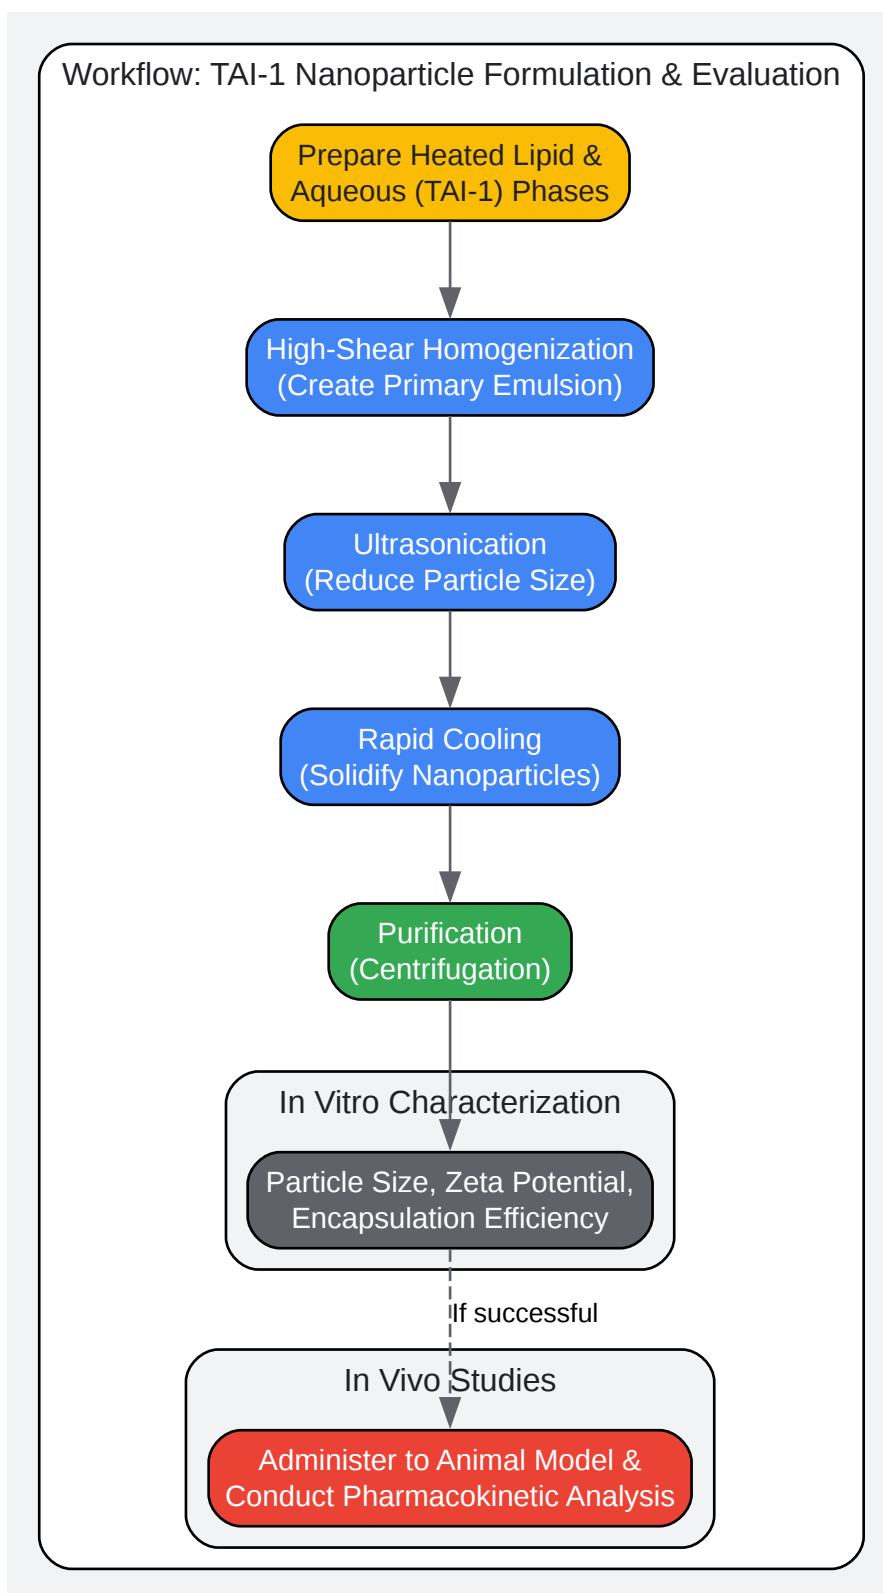 Workflow: TAI-1 Nanoparticle Formulation & Evaluation
Prepare Heated Lipid &
Aqueous (TAI-1) Phases
High-Shear Homogenization
(Create Primary Emulsion)
Ultrasonication
(Reduce Particle Size)
Rapid Cooling
(Solidify Nanoparticles)
Purification
(Centrifugation)
In Vitro Characterization
Particle Size, Zeta Potential,
Encapsulation Efficiency
If successful
In Vivo Studies
Administer to Animal Model &
Conduct Pharmacokinetic Analysis